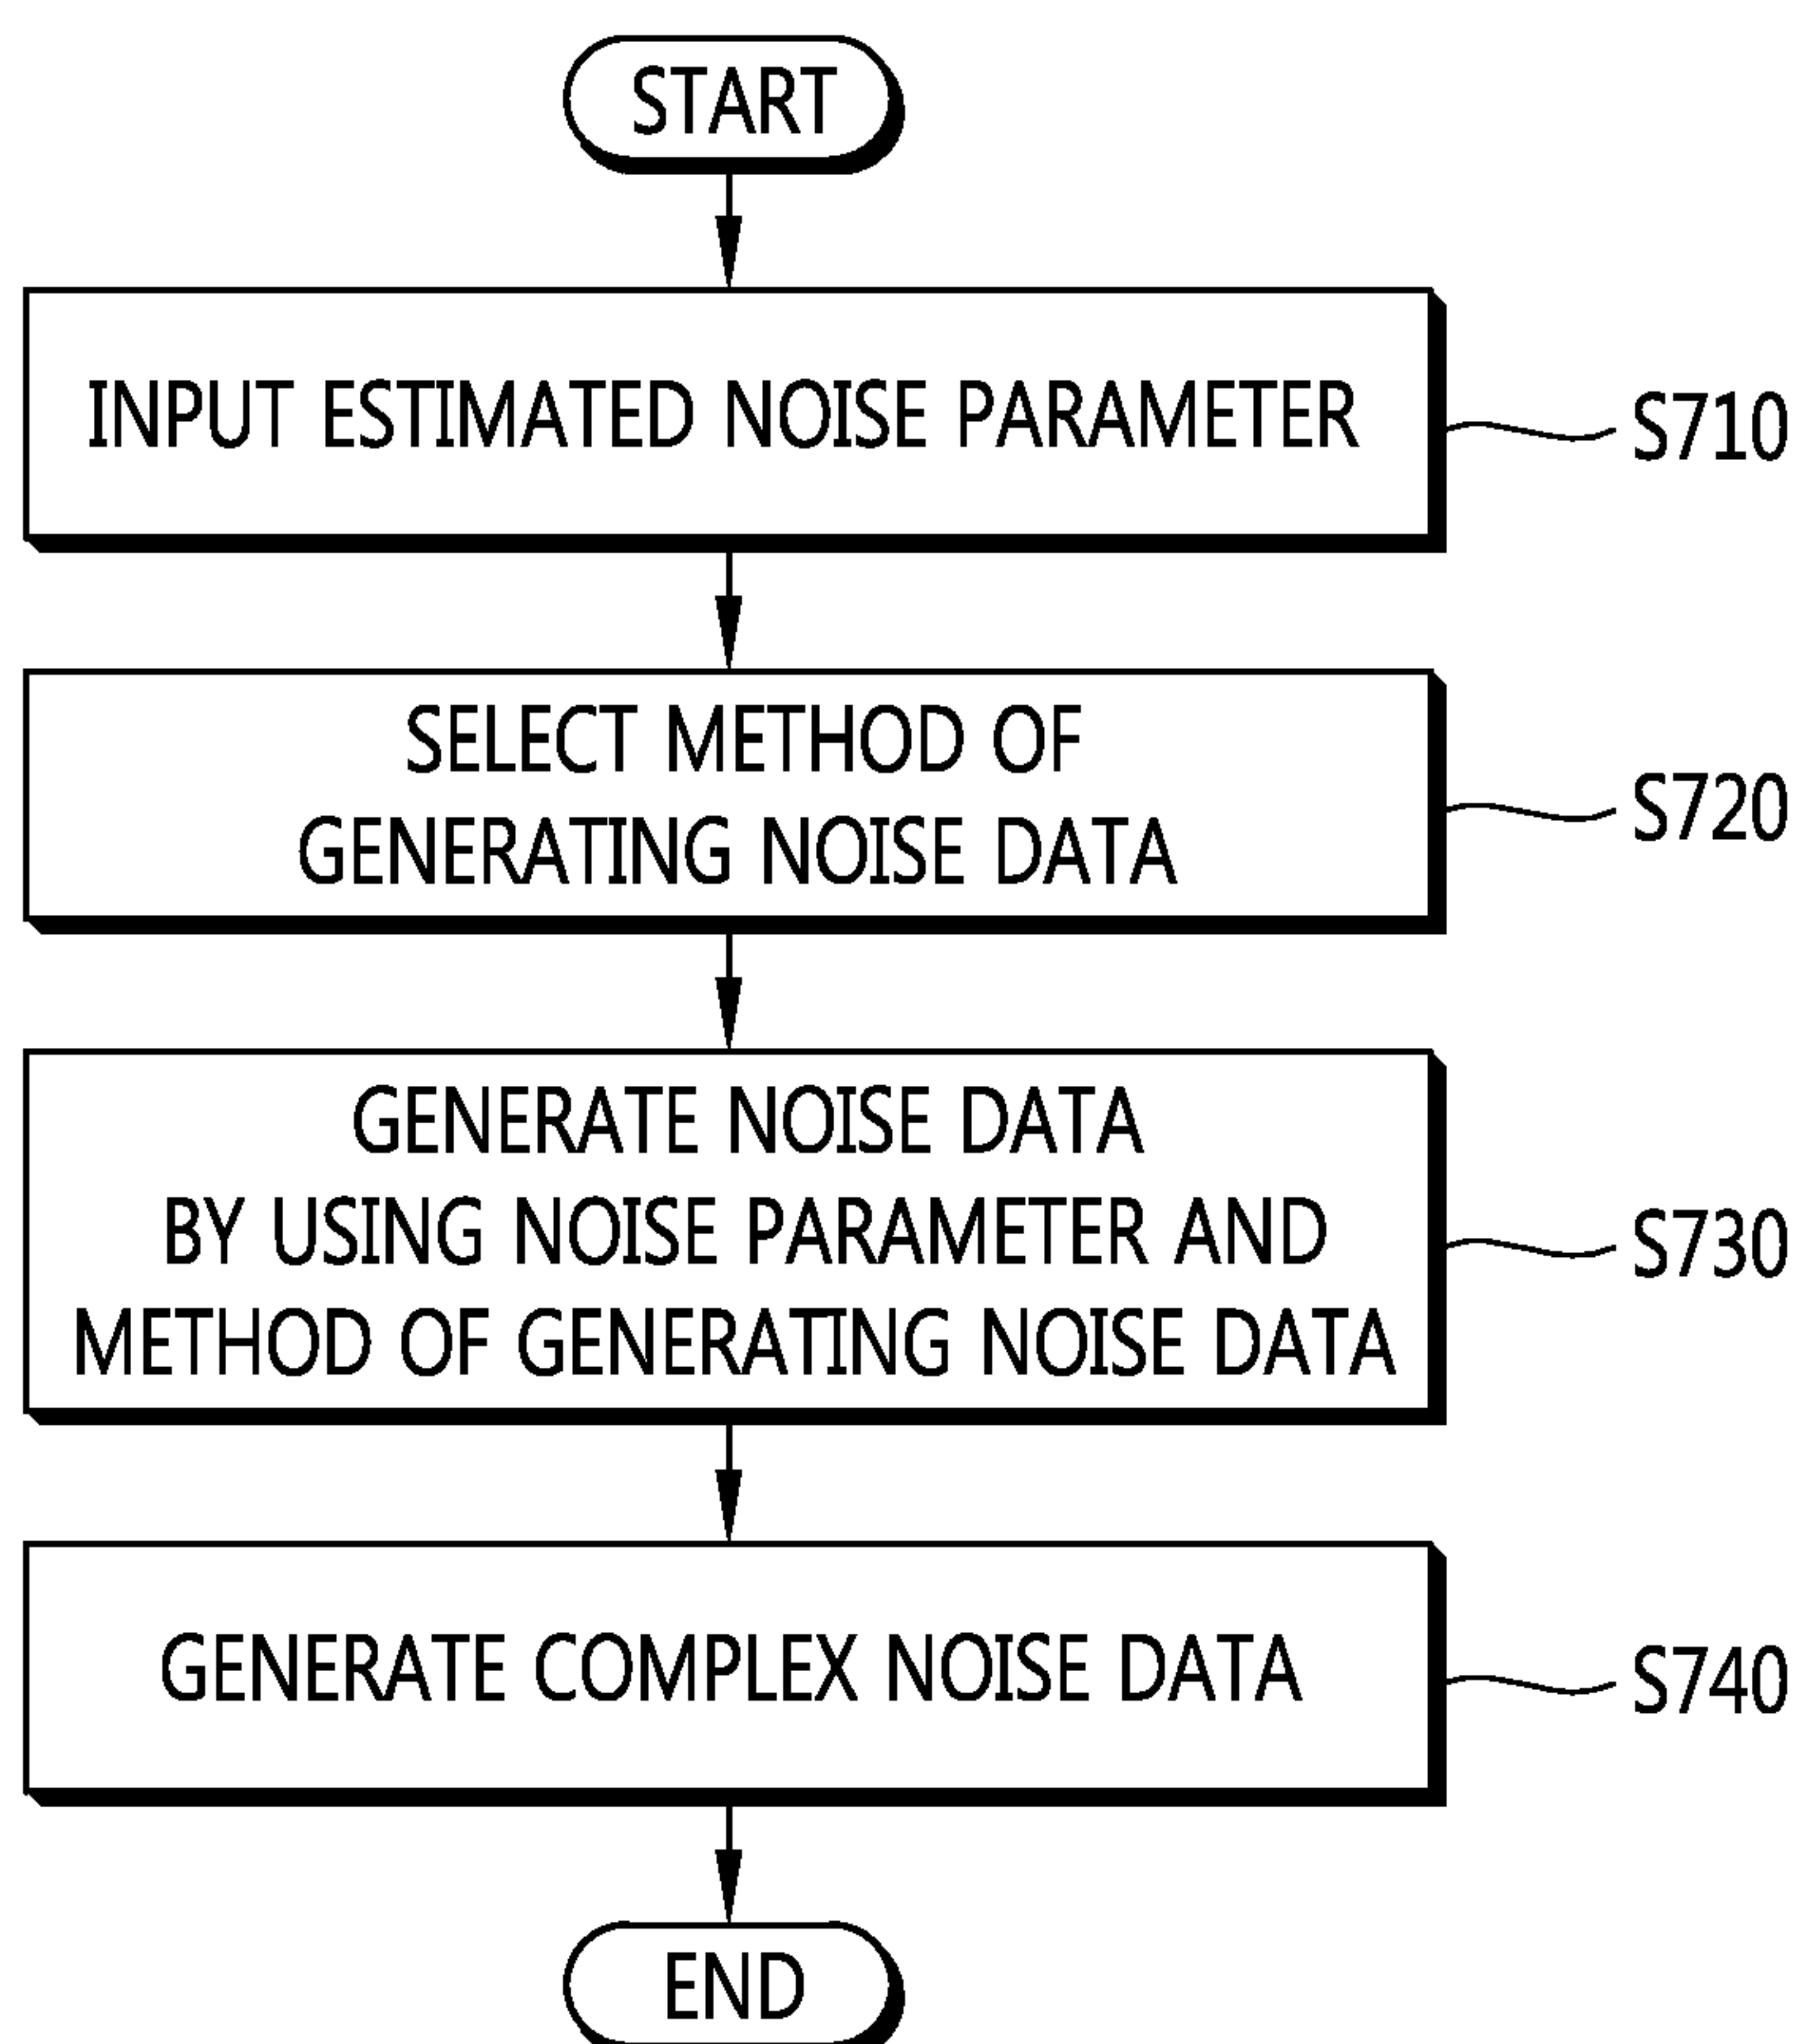 START
INPUT ESTIMATED NOISE PARAMETER
S710
SELECT METHOD OF
GENERATING NOISE DATA
S720
GENERATE NOISE DATA
BY USING NOISE PARAMETER AND
METHOD OF GENERATING NOISE DATA
S730
GENERATE COMPLEX NOISE DATA
S740
END